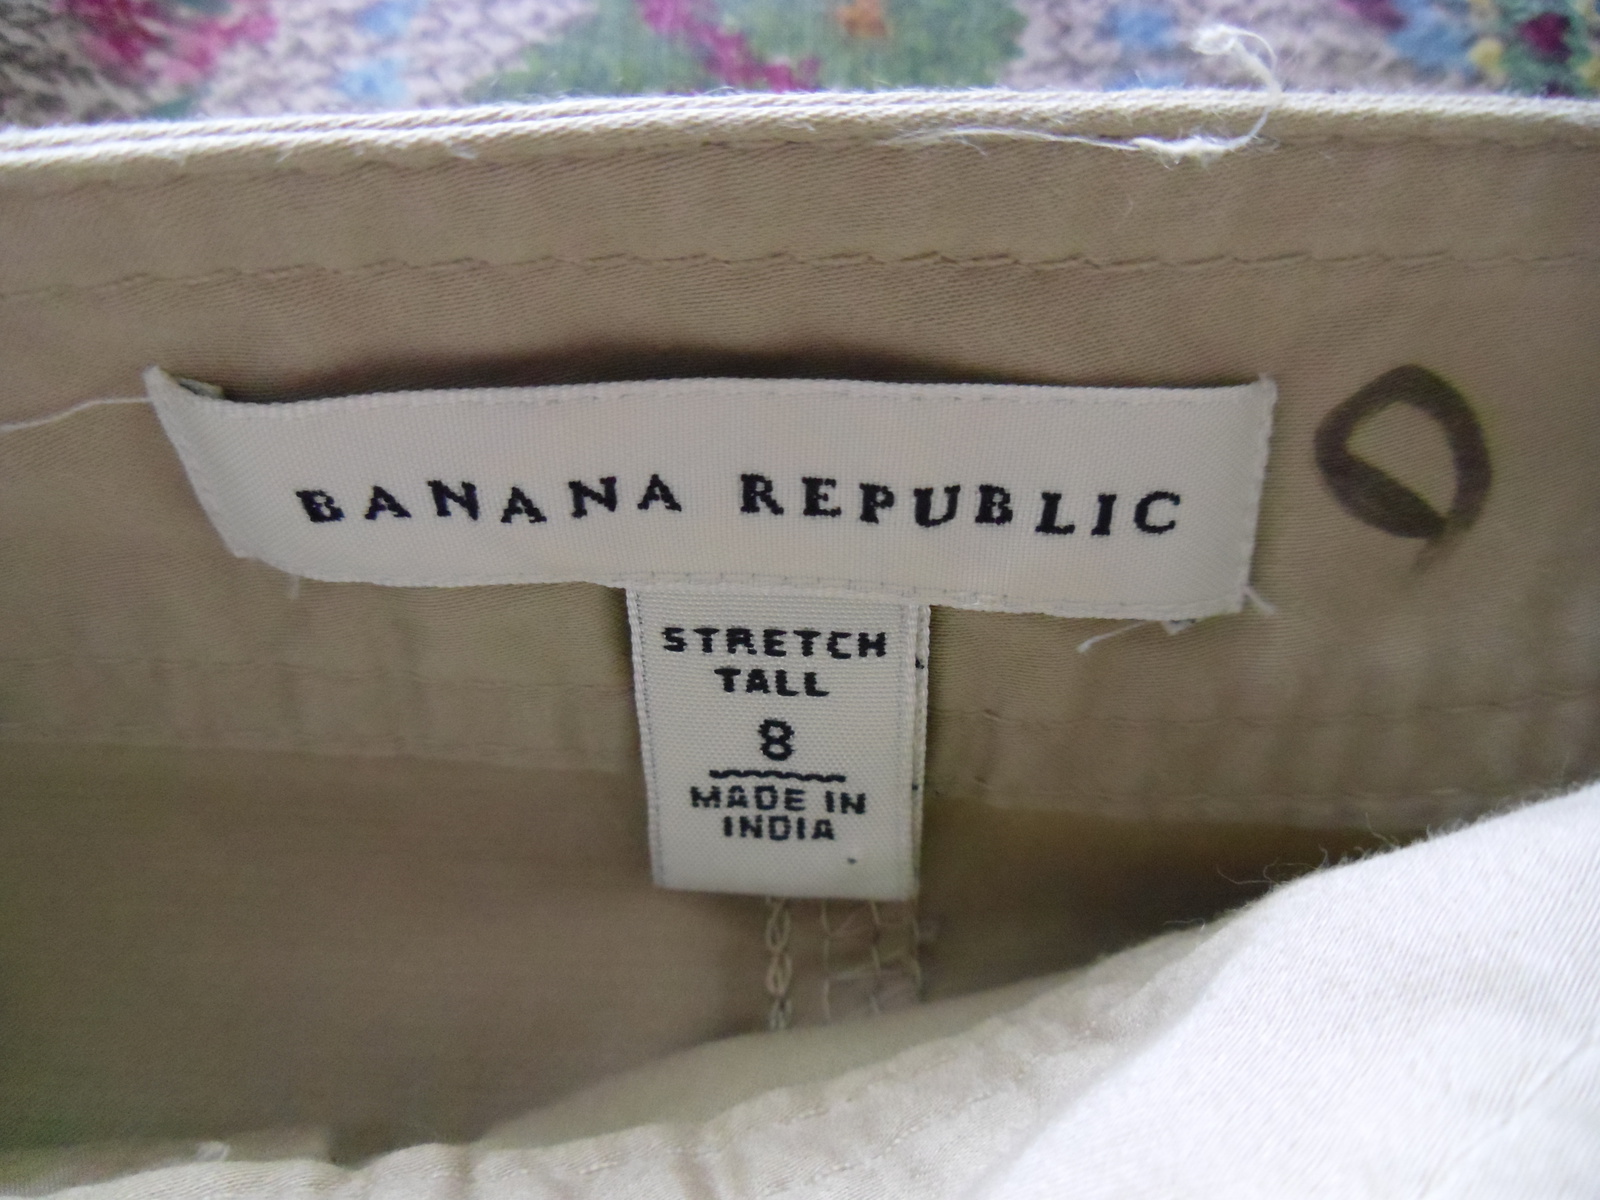 BANANA REPUBLIC
STRETCH
TALL
8
MADE IN
INDIA